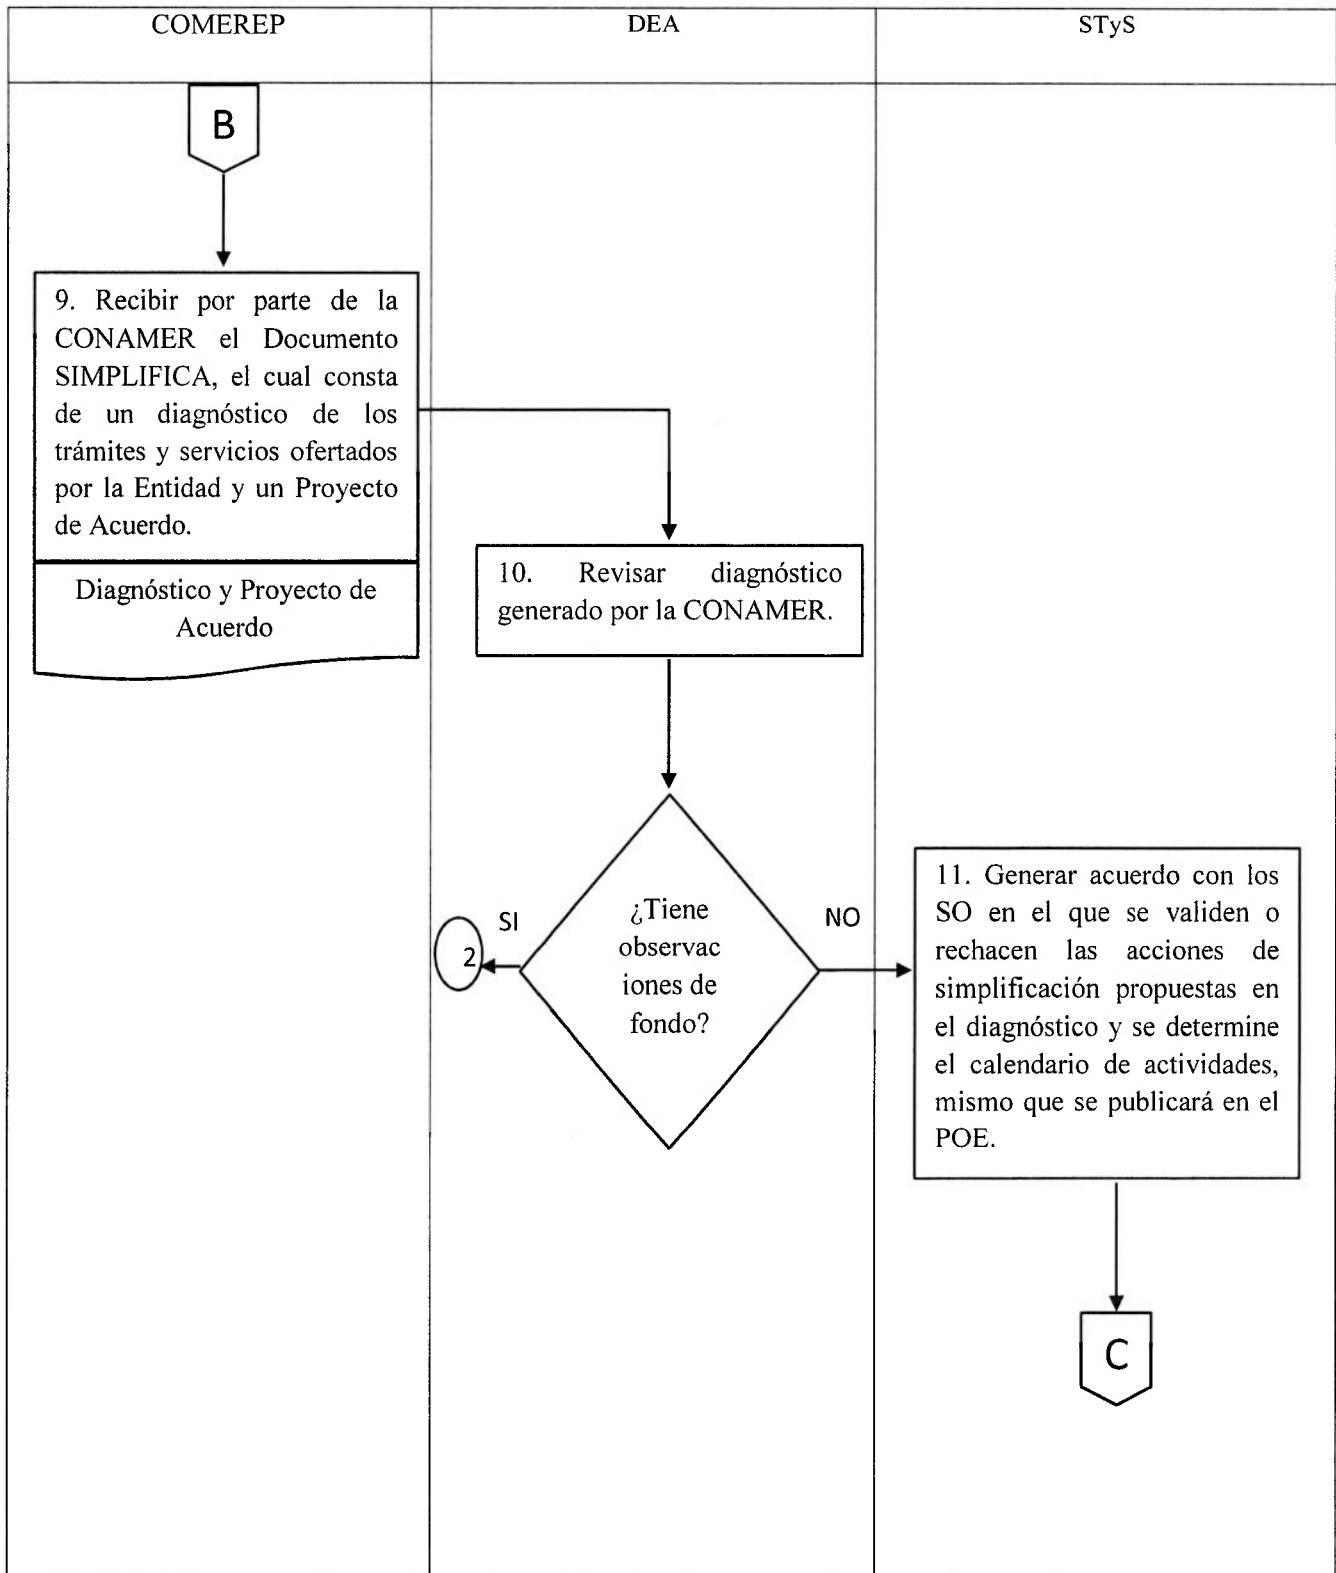 COMEREP
DEA
STyS
B
9. Recibir por parte de la
CONAMER el Documento
SIMPLIFICA, el cual consta
de un diagnóstico de los
trámites y servicios ofertados
por la Entidad y un Proyecto
de Acuerdo.
Diagnóstico y Proyecto de
Acuerdo
10. Revisar diagnóstico
generado por la CONAMER.
¿Tiene
observac
iones de
fondo?
SI
2
NO
11. Generar acuerdo con los
SO en el que se validen o
rechacen las acciones de
simplificación propuestas en
el diagnóstico y se determine
el calendario de actividades,
mismo que se publicará en el
POE.
C